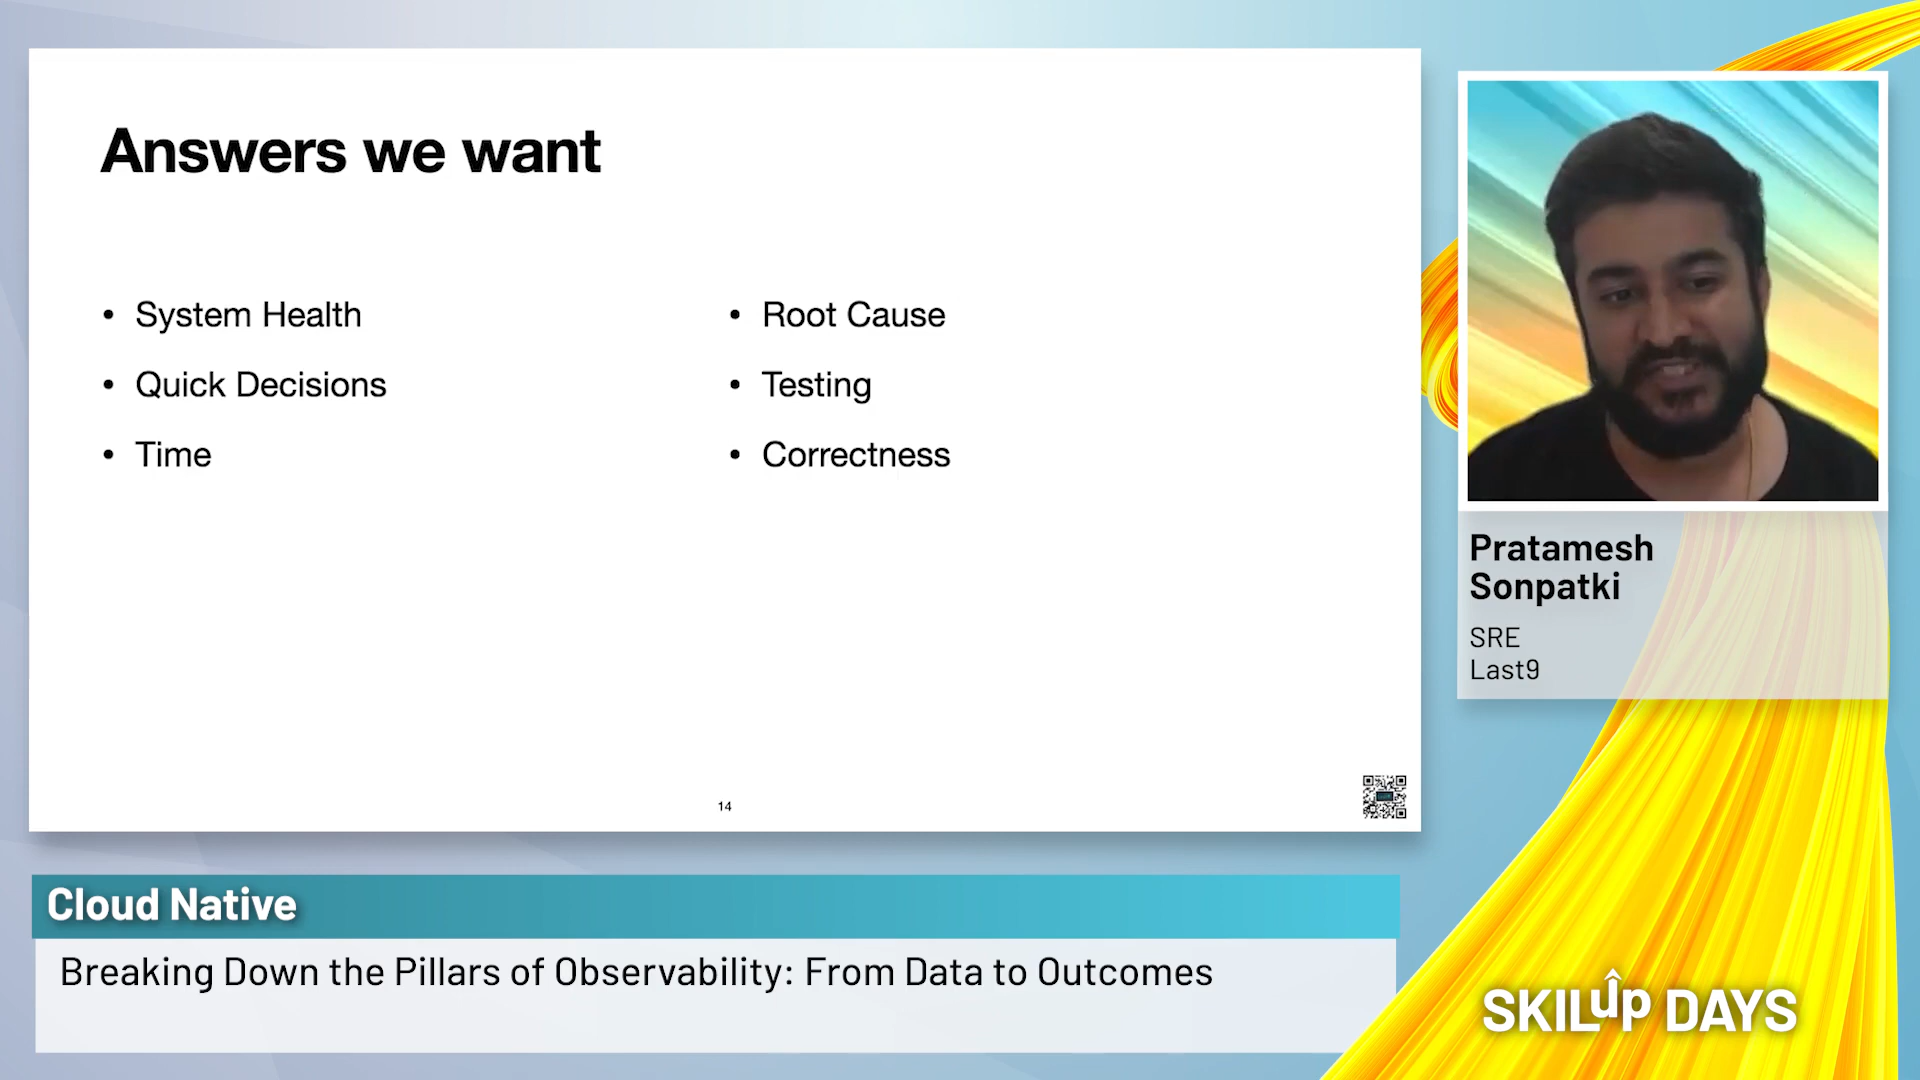 Answers we want
• System Health
• Quick Decisions
• Time
• Root Cause
• Testing
• Correctness
14
Pratamesh
Sonpatki
SRE
Last9
Cloud Native
Breaking Down the Pillars of Observability: From Data to Outcomes
SKILup DAYS